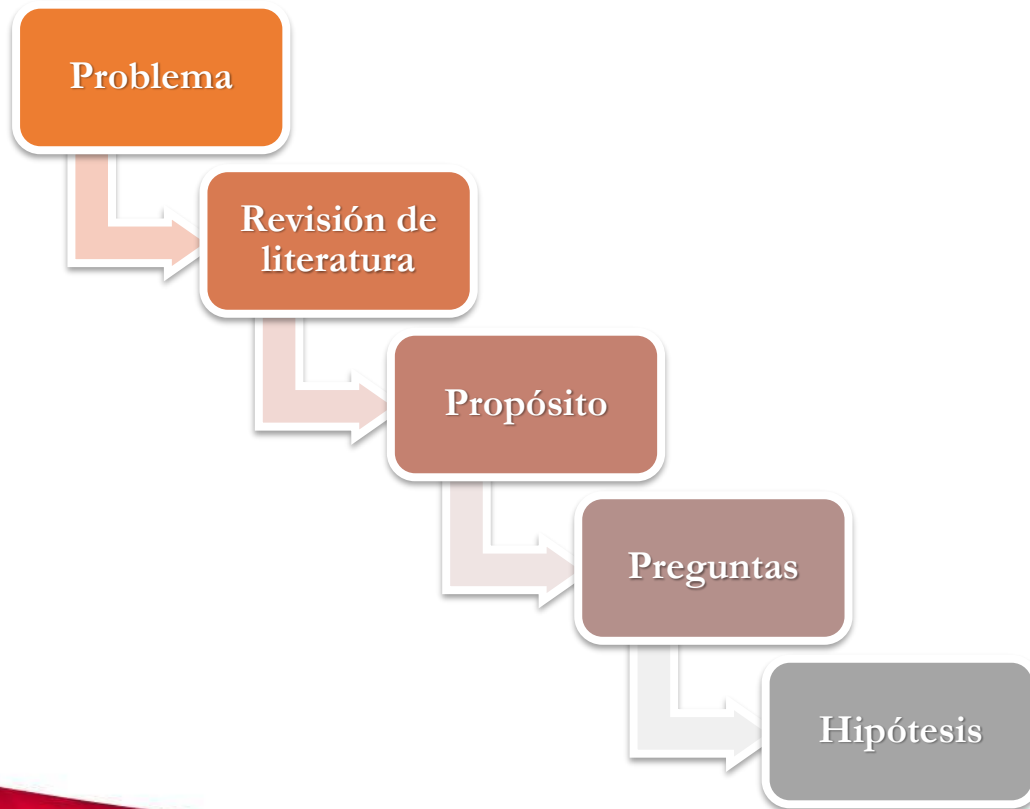 Problema
Revisión de
literatura
Propósito
Preguntas
Hipótesis